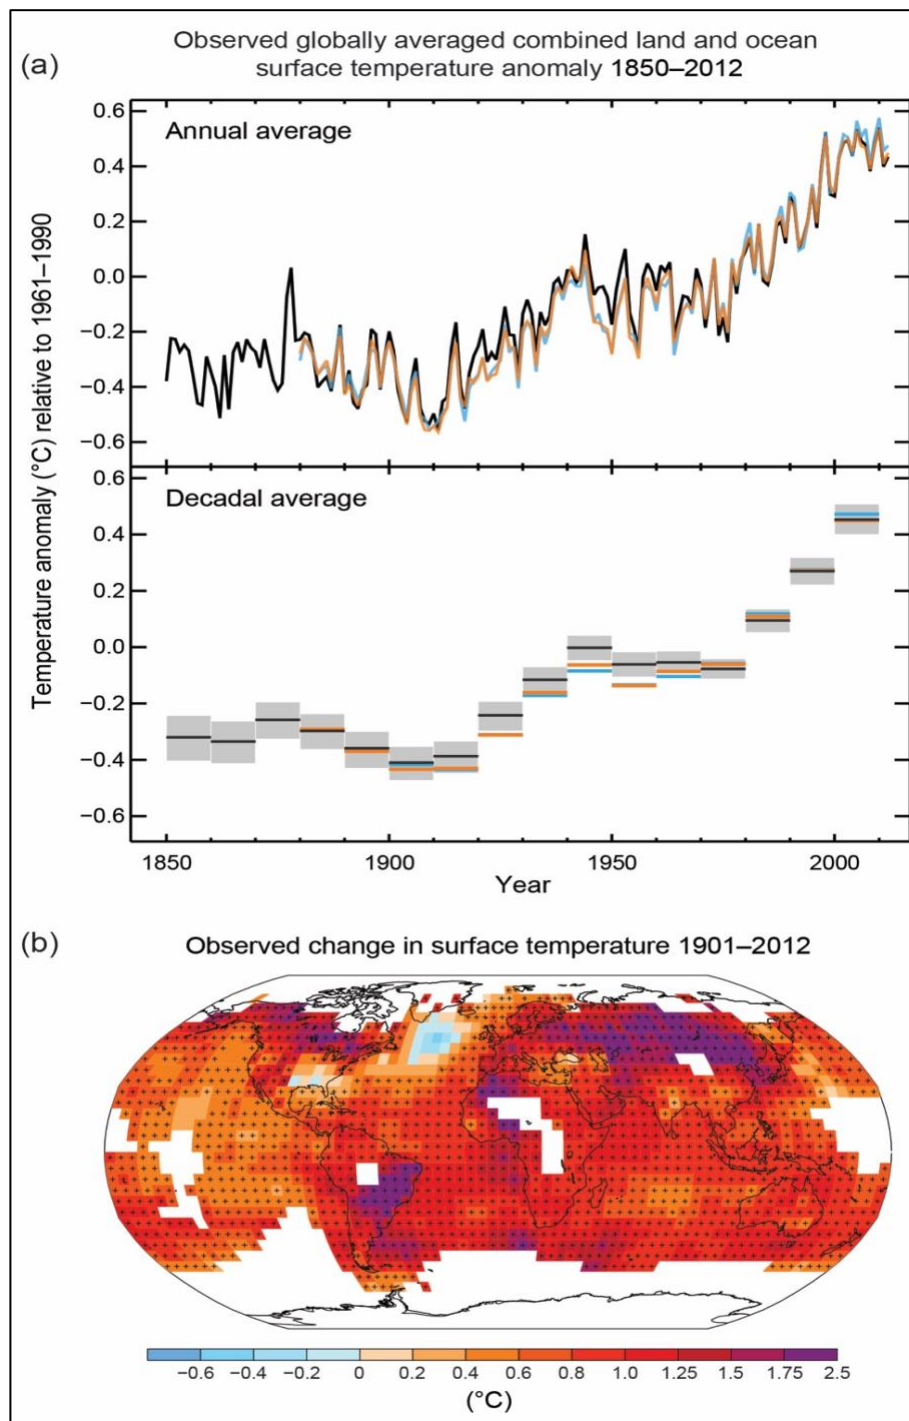 (a)
Observed globally averaged combined land and ocean
surface temperature anomaly 1850–2012
Temperature anomaly (°C) relative to 1961–1990
0.6
Annual average
0.4
0.2
0.0
−0.2
−0.4
−0.6
0.6
Decadal average
0.4
0.2
0.0
−0.2
−0.4
−0.6
1850 1900 1950 2000
Year
(b)
Observed change in surface temperature 1901–2012
−0.6 −0.4 −0.2 0 0.2 0.4 0.6 0.8 1.0 1.25 1.5 1.75 2.5
(°C)